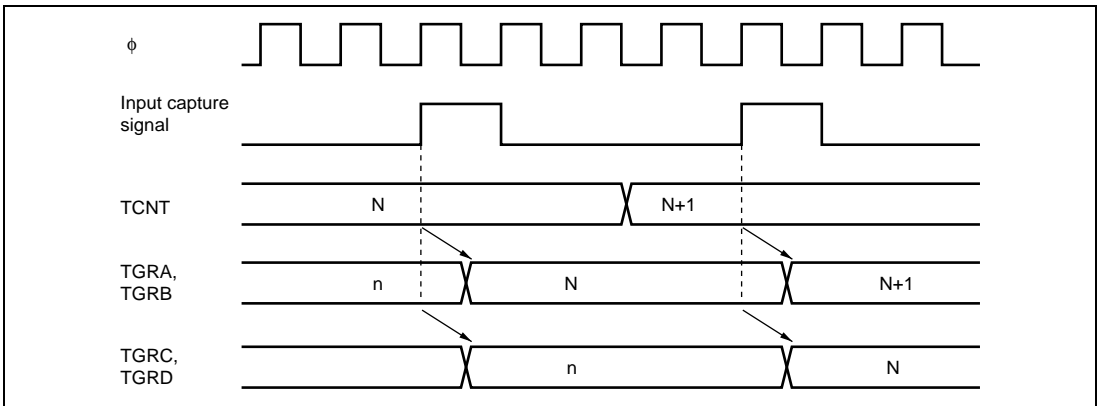 ϕ
Input capture
signal
TCNT
N
N+1
TGRA,
TGRB
n
N
N+1
TGRC,
TGRD
n
N